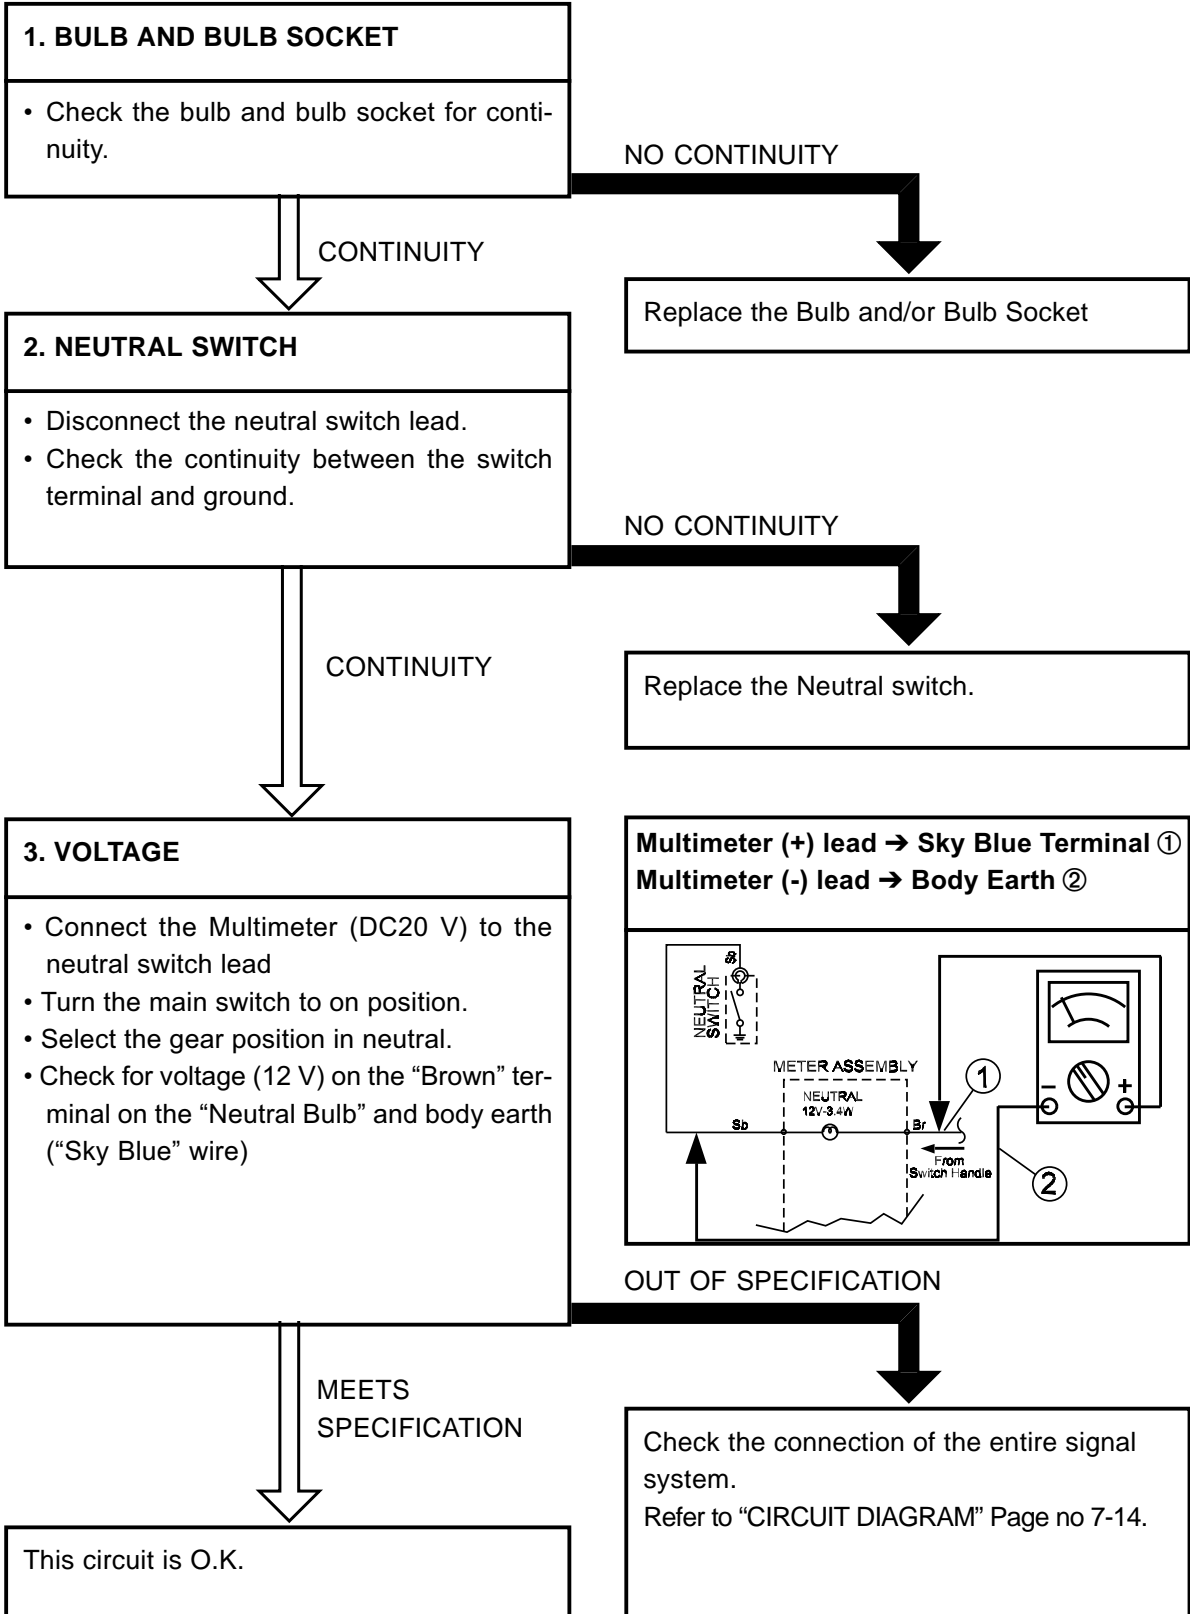 1. BULB AND BULB SOCKET
• Check the bulb and bulb socket for conti-
nuity.
NO CONTINUITY
CONTINUITY
Replace the Bulb and/or Bulb Socket
2. NEUTRAL SWITCH
• Disconnect the neutral switch lead.
• Check the continuity between the switch
terminal and ground.
NO CONTINUITY
CONTINUITY
Replace the Neutral switch.
3. VOLTAGE
• Connect the Multimeter (DC20 V) to the
neutral switch lead
• Turn the main switch to on position.
• Select the gear position in neutral.
• Check for voltage (12 V) on the “Brown” ter-
minal on the “Neutral Bulb” and body earth
(“Sky Blue” wire)
Multimeter (+) lead ➔ Sky Blue Terminal ①
Multimeter (-) lead ➔ Body Earth ②
Sb
NEUTRAL
SWITCH
METER ASSEMBLY
NEUTRAL
12V-3.4W
Sb
Br
From
Switch Handle
1
2
–
+
OUT OF SPECIFICATION
MEETS
SPECIFICATION
Check the connection of the entire signal
system.
Refer to “CIRCUIT DIAGRAM” Page no 7-14.
This circuit is O.K.